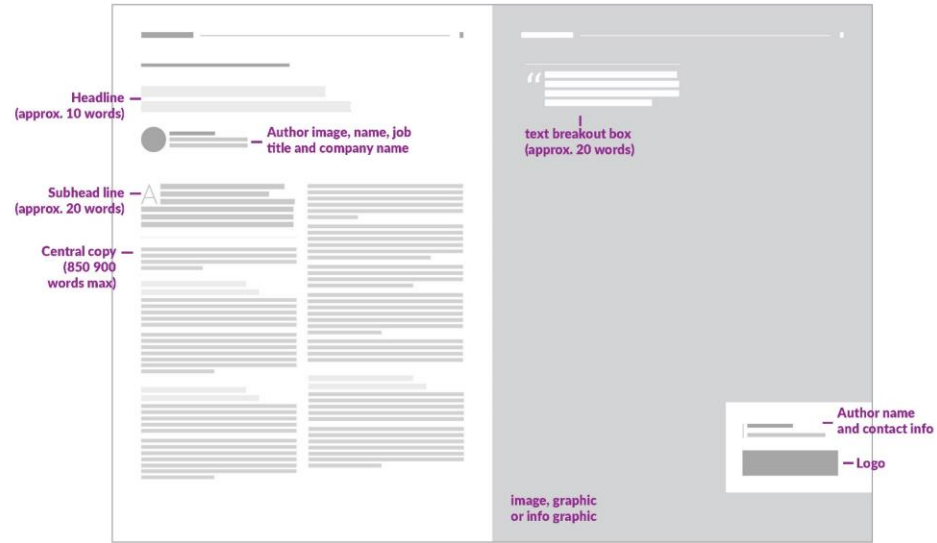 “
Headline
(approx. 10 words)
Author image, name, job
title and company name
text breakout box
(approx. 20 words)
Subhead line
(approx. 20 words)
A
Central copy
(850 900
words max)
Author name
and contact info
Logo
image, graphic
or info graphic